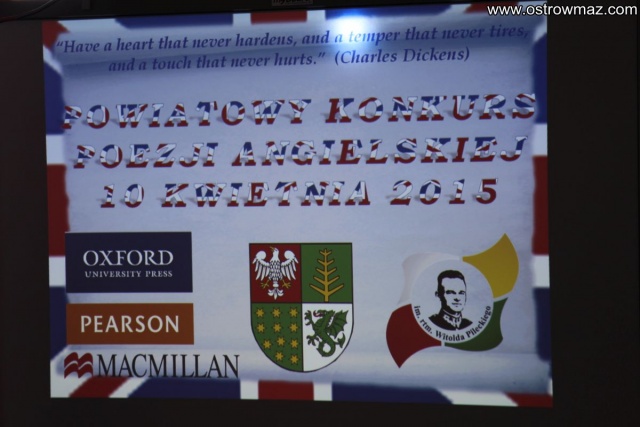 www.ostrowmaz.com
"Have a heart that never hardens, and a temper that never tires,
and a touch that never hurts." (Charles Dickens)
POWIATOWY KONKURS
POEZJI ANGIELSKIEJ
10 KWIETNIA 2015
OXFORD
UNIVERSITY PRESS
PEARSON
MACMILLAN
im. rtm. Witolda Pileckiego